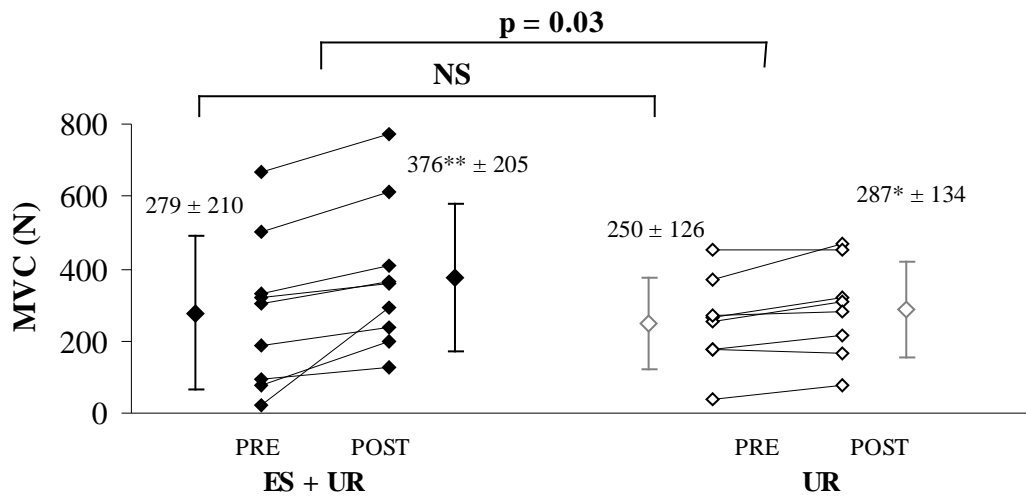 p = 0.03
NS
MVC (N)
800
600
400
200
0
279 ± 210
376** ± 205
250 ± 126
287* ± 134
PRE POST PRE POST
ES + UR UR